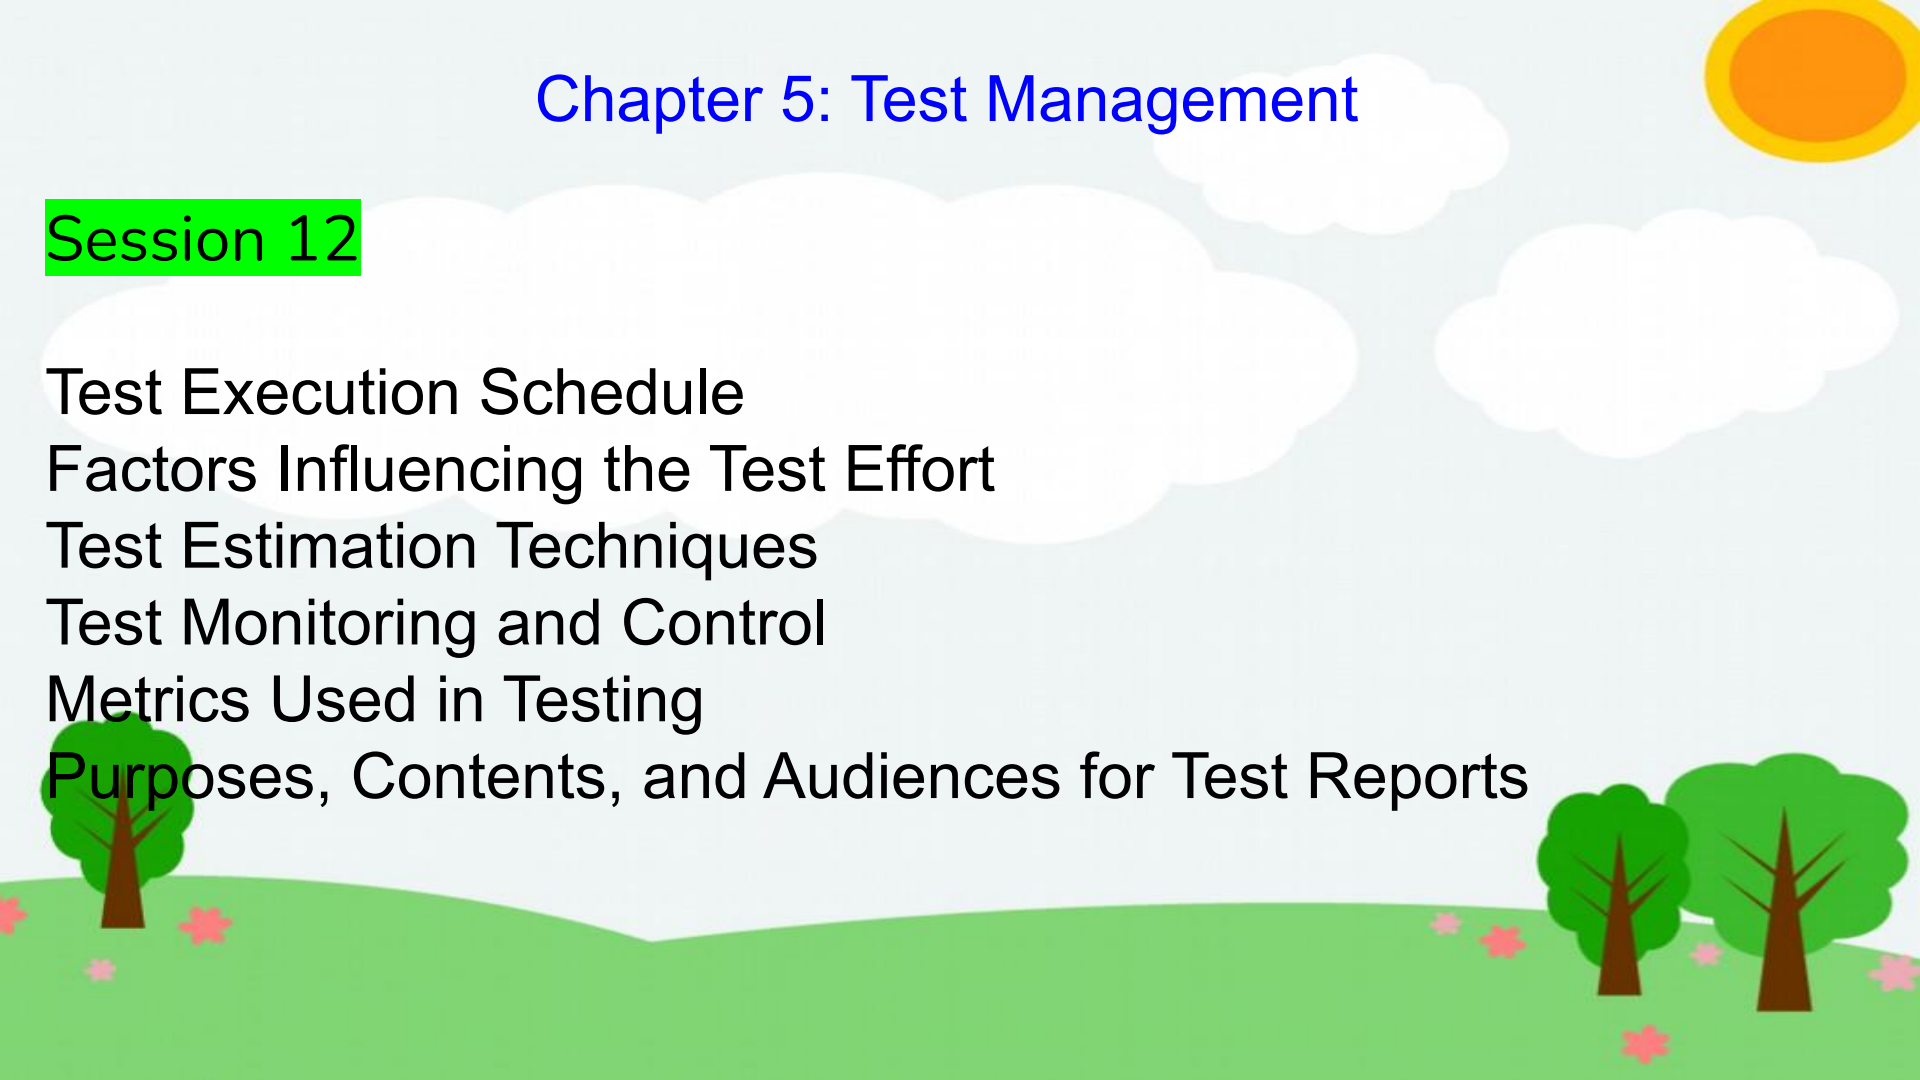 Chapter 5: Test Management
Session 12
Test Execution Schedule
Factors Influencing the Test Effort
Test Estimation Techniques
Test Monitoring and Control
Metrics Used in Testing
Purposes, Contents, and Audiences for Test Reports